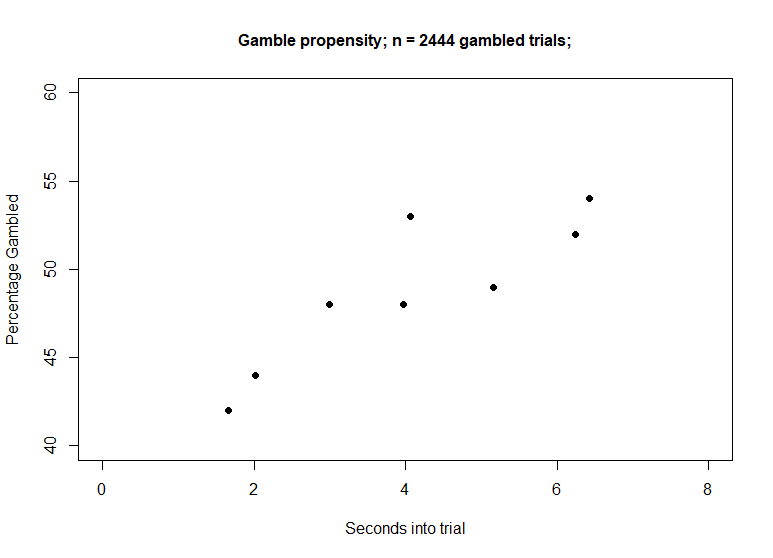 Gamble propensity; n = 2444 gambled trials;
60
55
50
45
40
Percentage Gambled
0 2 4 6 8
Seconds into trial